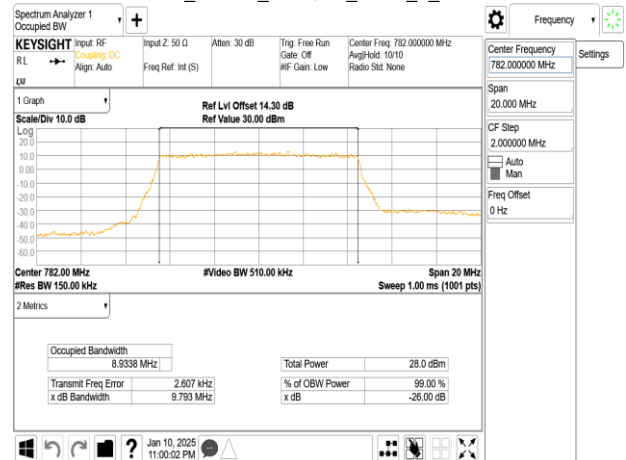 Spectrum Analyzer 1
Occupied BW
Frequency
KEYSIGHT
Input: RF
Coupling: DC
Align: Auto
Input Z: 50 Ω
Freq Ref: Int (S)
Atten: 30 dB
Trig: Free Run
Gate: Off
#IF Gain: Low
Center Freq: 782.000000 MHz
Avg|Hold: 10/10
Radio Std: None
RL
LXI
Center Frequency
782.000000 MHz
Settings
Span
20.000 MHz
CF Step
2.000000 MHz
Auto
Man
Freq Offset
0 Hz
1 Graph
Scale/Div 10.0 dB
Ref Lvl Offset 14.30 dB
Ref Value 30.00 dBm
Log
20.0
10.0
0.00
-10.0
-20.0
-30.0
-40.0
-50.0
-60.0
Center 782.00 MHz
#Video BW 510.00 kHz
Span 20 MHz
#Res BW 150.00 kHz
Sweep 1.00 ms (1001 pts)
2 Metrics
Occupied Bandwidth
8.9338 MHz
Transmit Freq Error 2.607 kHz
x dB Bandwidth 9.793 MHz
Total Power 28.0 dBm
% of OBW Power 99.00 %
x dB -26.00 dB
?
Jan 10, 2025
11:00:02 PM